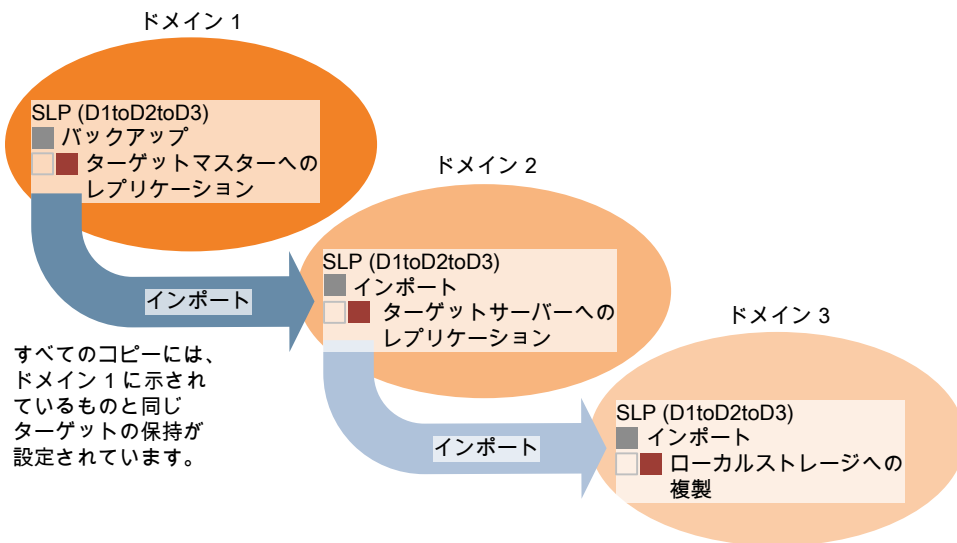 ドメイン 1
SLP (D1toD2toD3)
バックアップ
ターゲットマスターへの
レプリケーション
インポート
ドメイン 2
SLP (D1toD2toD3)
インポート
ターゲットサーバーへの
レプリケーション
インポート
ドメイン 3
SLP (D1toD2toD3)
インポート
ローカルストレージへの
複製
すべてのコピーには、
ドメイン 1 に示され
ているものと同じ
ターゲットの保持が
設定されています。